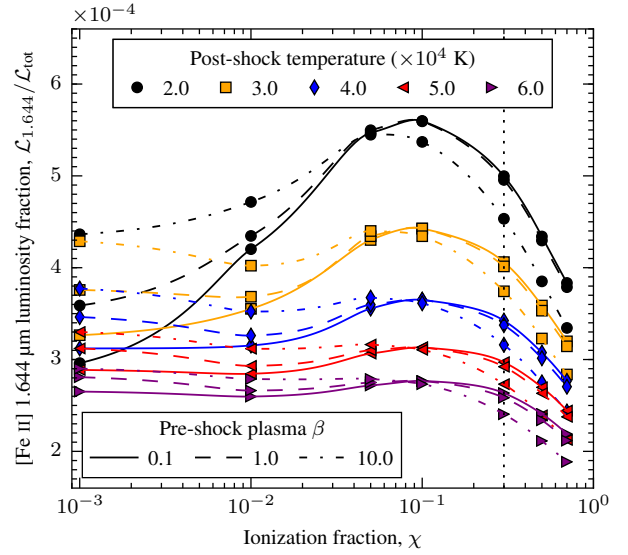 ×10⁻⁴
6
5
4
3
2
[Fe II] 1.644 μm luminosity fraction, ℒ₁.₆₄₄/ℒₜₒₜ
Post-shock temperature (×10⁴ K)
2.0 3.0 4.0 5.0 6.0
Pre-shock plasma β
0.1 1.0 10.0
10⁻³ 10⁻² 10⁻¹ 10⁰
Ionization fraction, χ